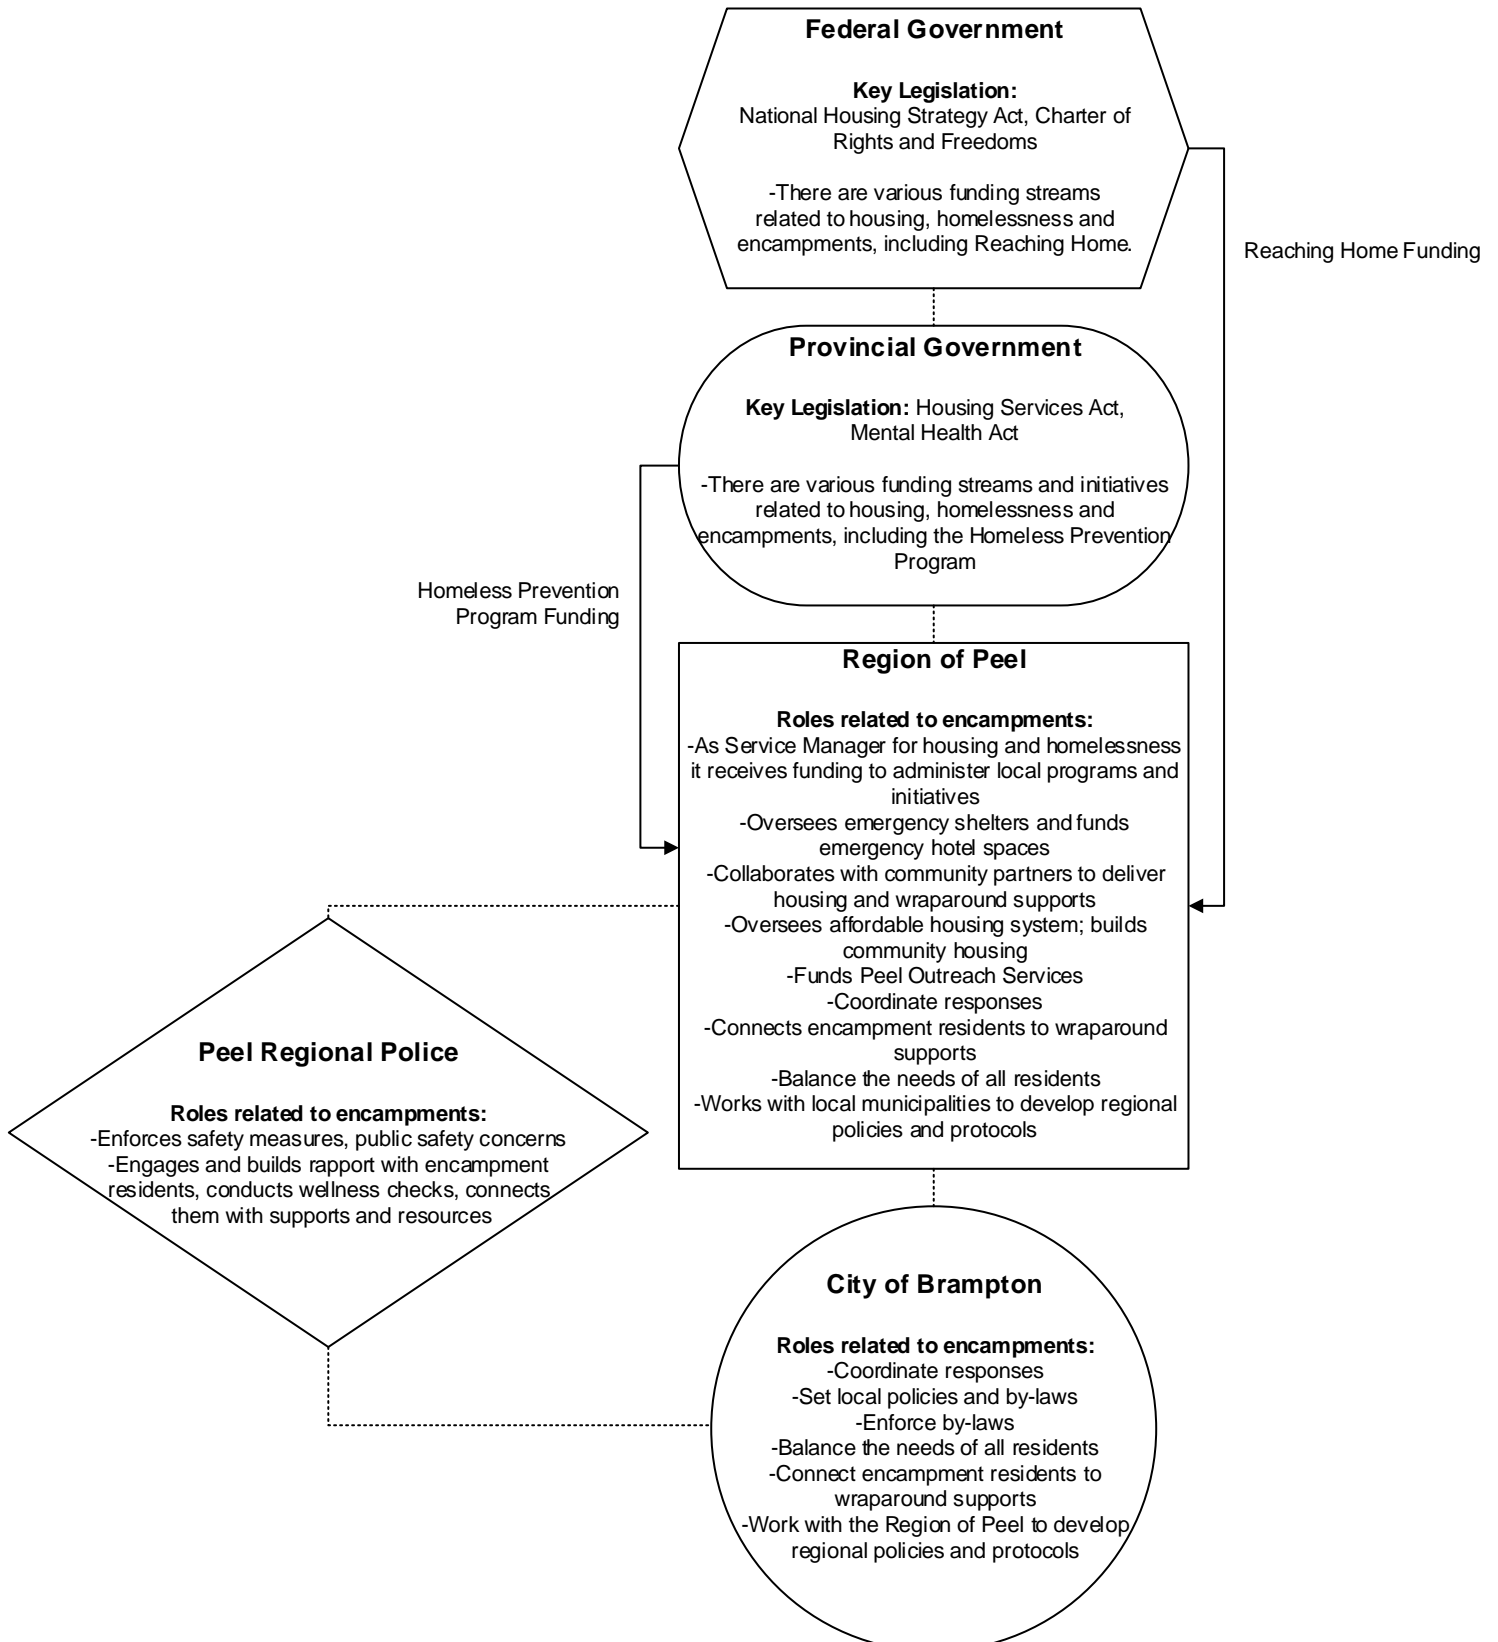 Federal Government
Key Legislation:
National Housing Strategy Act, Charter of
Rights and Freedoms
-There are various funding streams
related to housing, homelessness and
encampments, including Reaching Home.
Reaching Home Funding
Provincial Government
Key Legislation: Housing Services Act,
Mental Health Act
-There are various funding streams and initiatives
related to housing, homelessness and
encampments, including the Homeless Prevention
Program
Homeless Prevention
Program Funding
Region of Peel
Roles related to encampments:
-As Service Manager for housing and homelessness
it receives funding to administer local programs and
initiatives
-Oversees emergency shelters and funds
emergency hotel spaces
-Collaborates with community partners to deliver
housing and wraparound supports
-Oversees affordable housing system; builds
community housing
-Funds Peel Outreach Services
-Coordinate responses
-Connects encampment residents to wraparound
supports
-Balance the needs of all residents
-Works with local municipalities to develop regional
policies and protocols
Peel Regional Police
Roles related to encampments:
-Enforces safety measures, public safety concerns
-Engages and builds rapport with encampment
residents, conducts wellness checks, connects
them with supports and resources
City of Brampton
Roles related to encampments:
-Coordinate responses
-Set local policies and by-laws
-Enforce by-laws
-Balance the needs of all residents
-Connect encampment residents to
wraparound supports
-Work with the Region of Peel to develop
regional policies and protocols